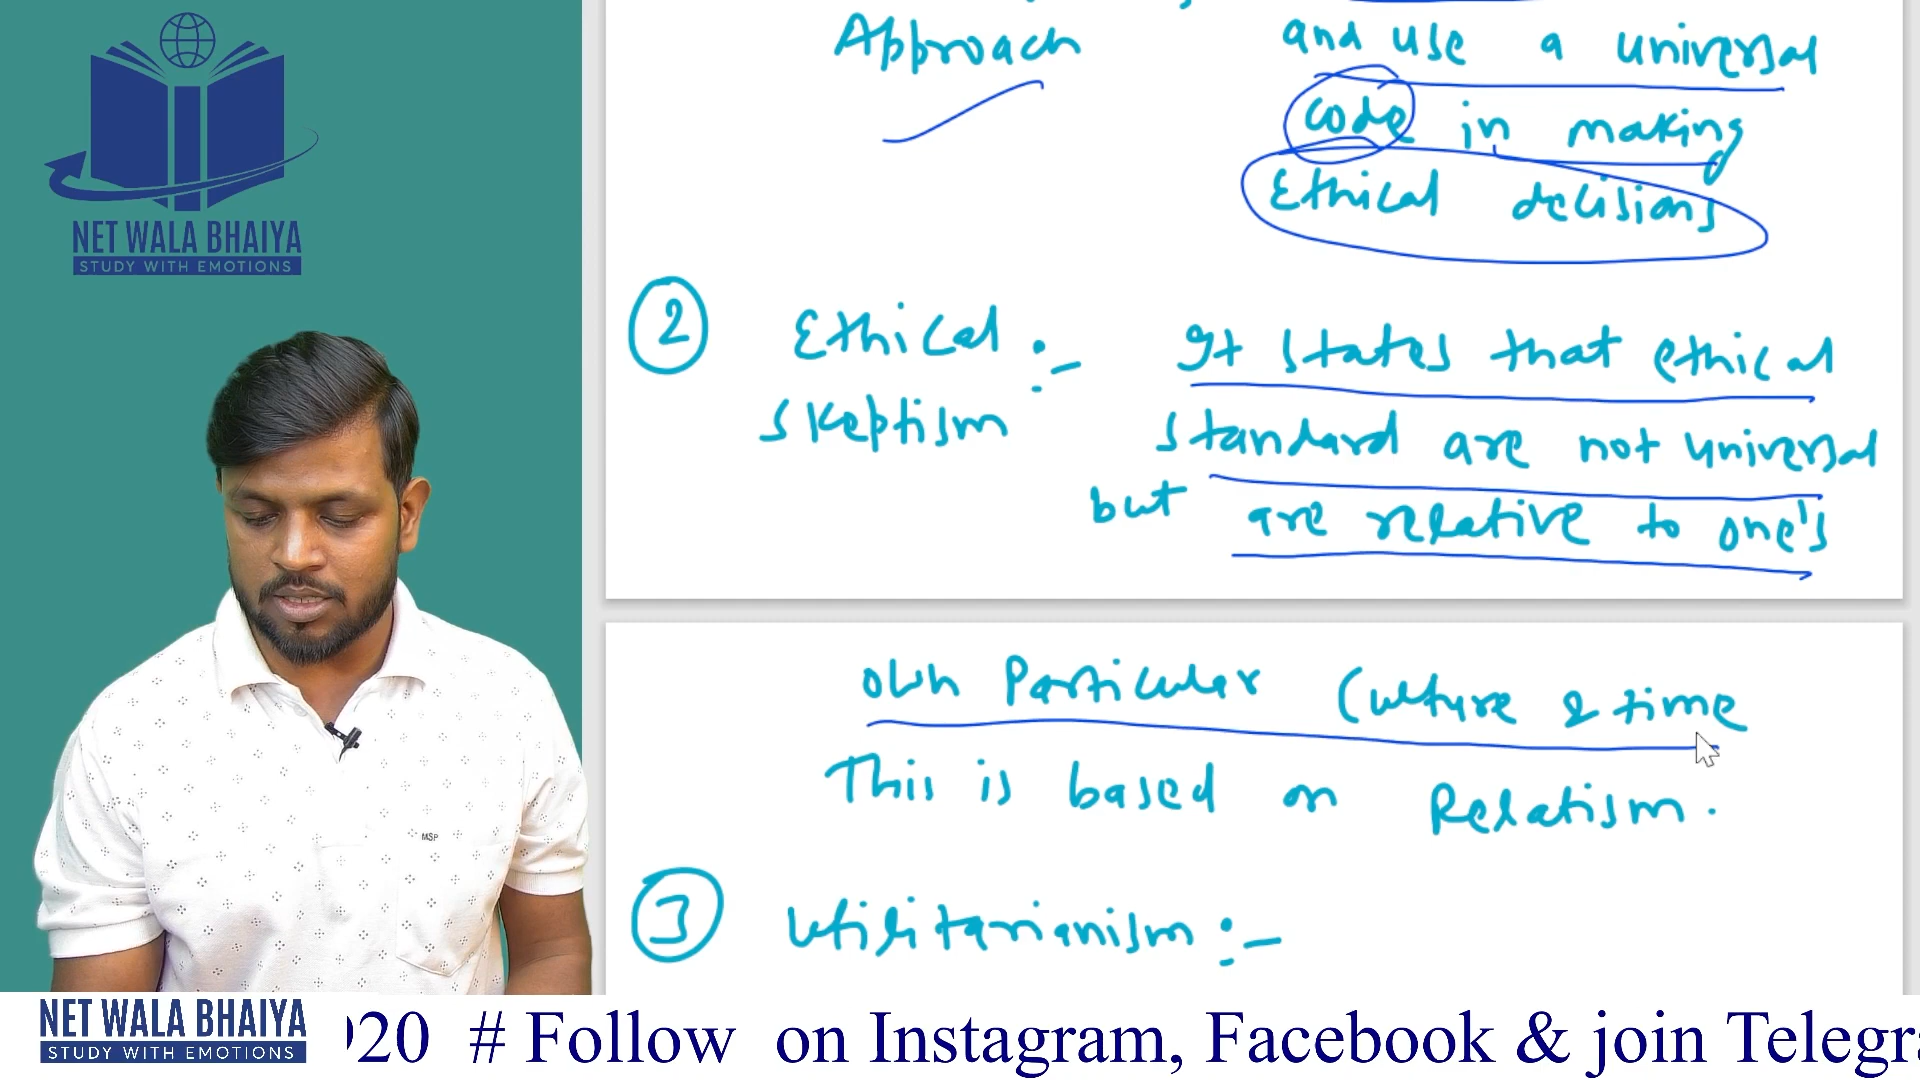 NET WALA BHAIYA
STUDY WITH EMOTIONS
Approach
and use a universal
code in making
Ethical decisions
2 Ethical :- It states that ethical
skeptism standard are not universal
but are relative to one's
own Particular Culture & time
This is based on Relatism.
3 Utilitarianism :-
MSP
NET WALA BHAIYA
STUDY WITH EMOTIONS
020 # Follow on Instagram, Facebook & join Telegr